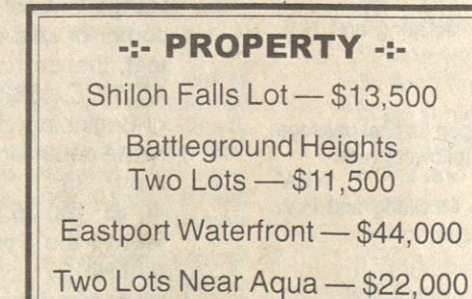 -:- PROPERTY -:-
Shiloh Falls Lot — $13,500
Battleground Heights
Two Lots — $11,500
Eastport Waterfront — $44,000
Two Lots Near Aqua — $22,000